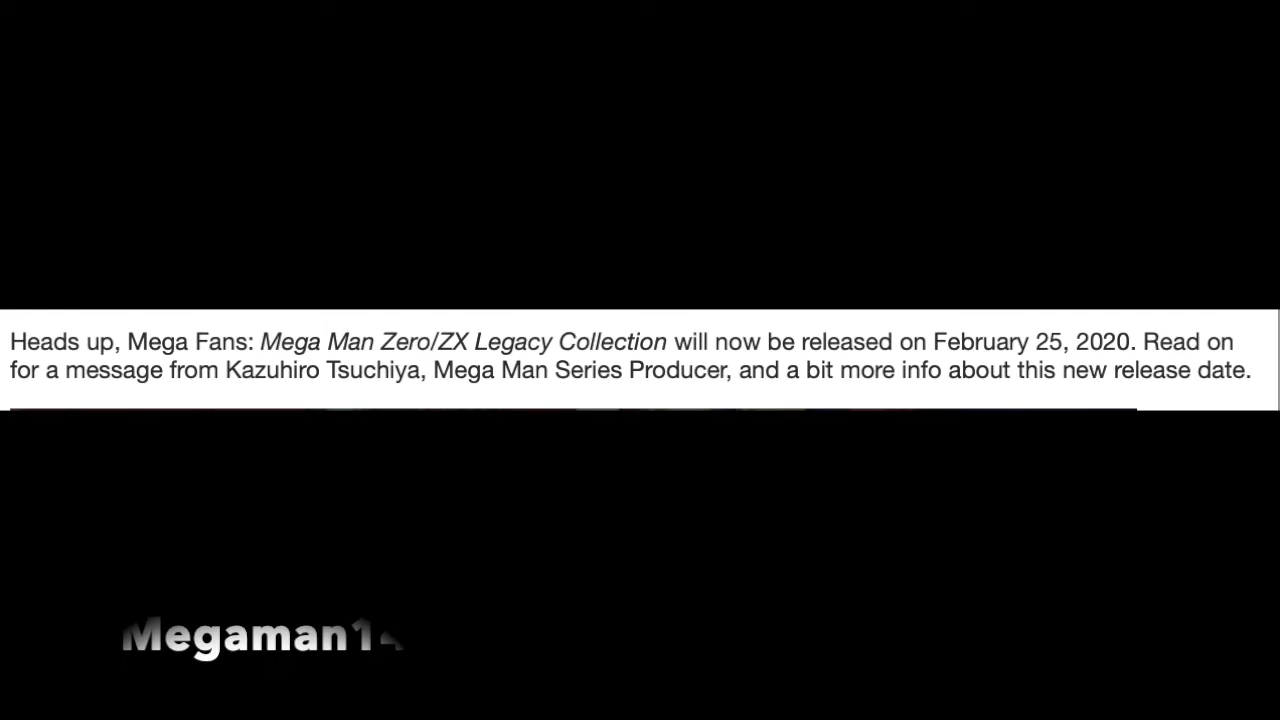 Heads up, Mega Fans: Mega Man Zero/ZX Legacy Collection will now be released on February 25, 2020. Read on
for a message from Kazuhiro Tsuchiya, Mega Man Series Producer, and a bit more info about this new release date.
Megaman14